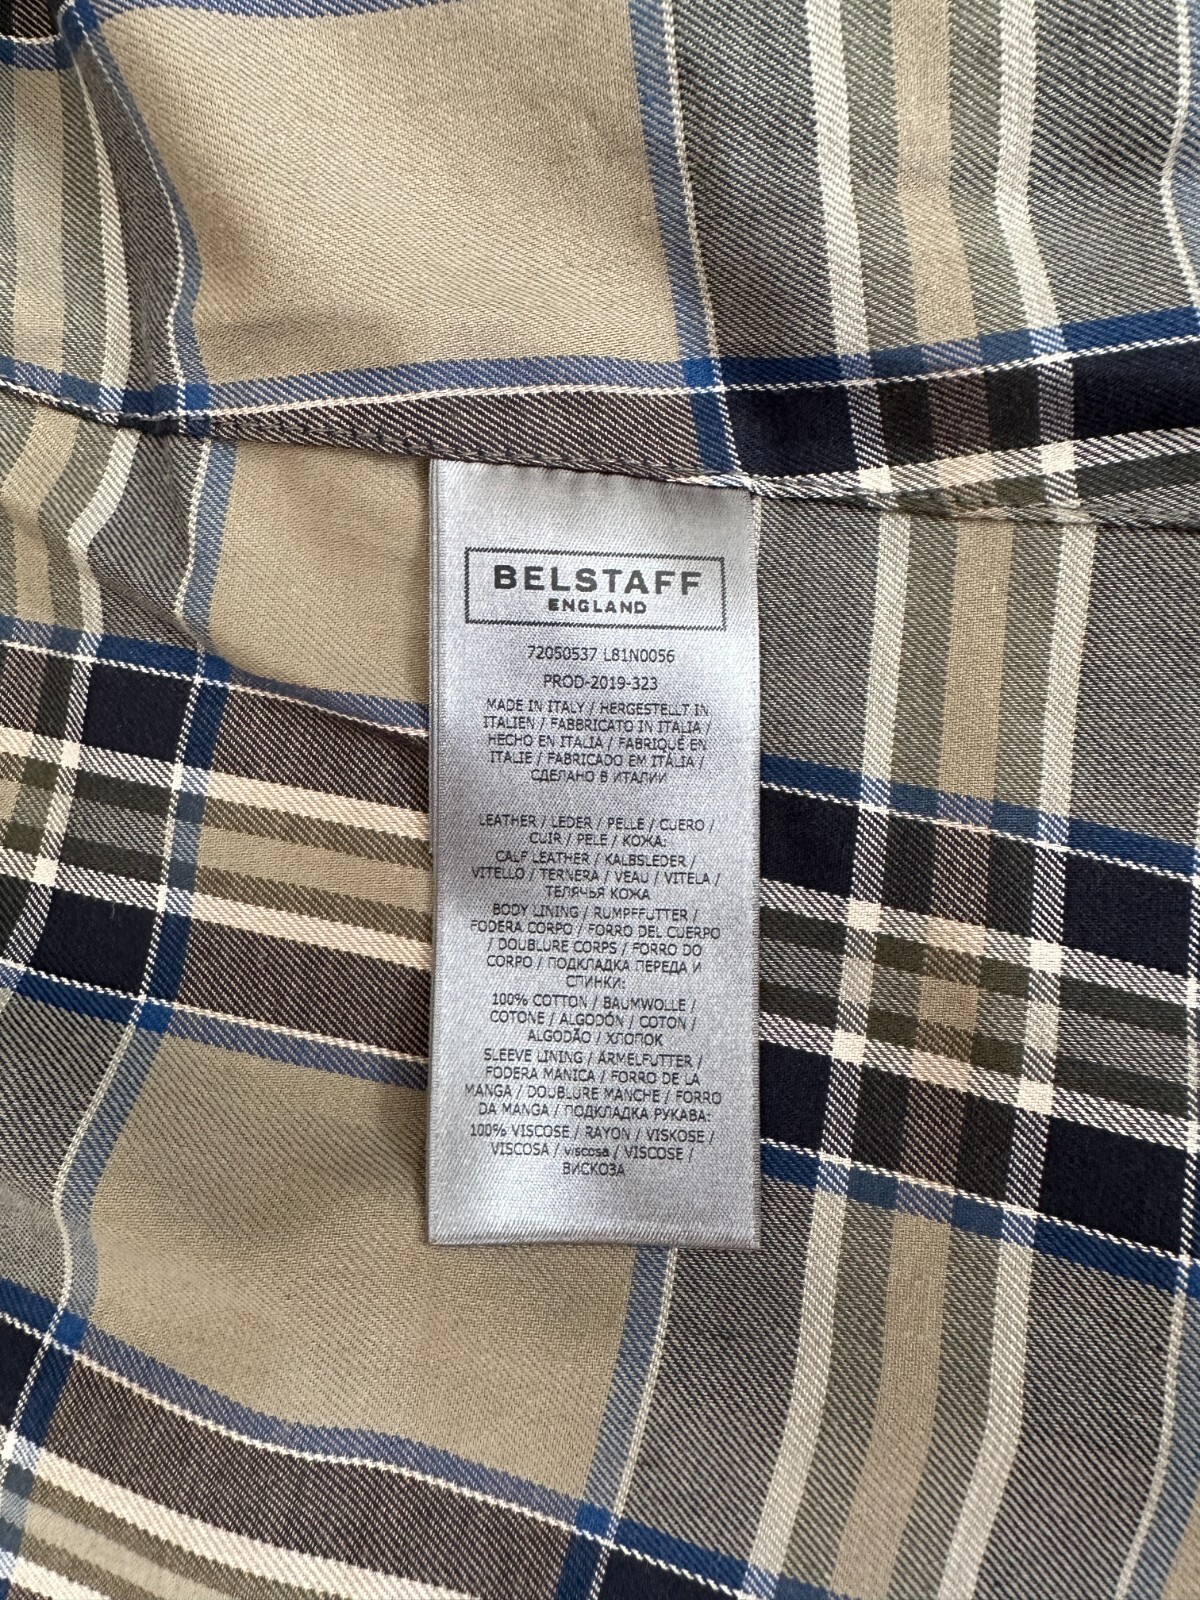 BELSTAFF
ENGLAND
72050537 L81N0056
PROD-2019-323
MADE IN ITALY / HERGESTELLT IN
ITALIEN / FABBRICATO IN ITALIA /
HECHO EN ITALIA / FABRIQUÉ EN
ITALIE / FABRICADO EM ITÁLIA /
СДЕЛАНО В ИТАЛИИ
LEATHER / LEDER / PELLE / CUERO /
CUIR / PELE / КОЖА:
CALF LEATHER / KALBSLEDER /
VITELLO / TERNERA / VEAU / VITELA /
ТЕЛЯЧЬЯ КОЖА
BODY LINING / RUMPFFUTTER /
FODERA CORPO / FORRO DEL CUERPO
/ DOUBLURE CORPS / FORRO DO
CORPO / ПОДКЛАДКА ПЕРЕДА И
СПИНКИ:
100% COTTON / BAUMWOLLE /
COTONE / ALGODÓN / COTON /
ALGODÃO / ХЛОПОК
SLEEVE LINING / ÄRMELFUTTER /
FODERA MANICA / FORRO DE LA
MANGA / DOUBLURE MANCHE / FORRO
DA MANGA / ПОДКЛАДКА РУКАВА:
100% VISCOSE / RAYON / VISKOSE /
VISCOSA / viscosa / VISCOSE /
ВИСКОЗА